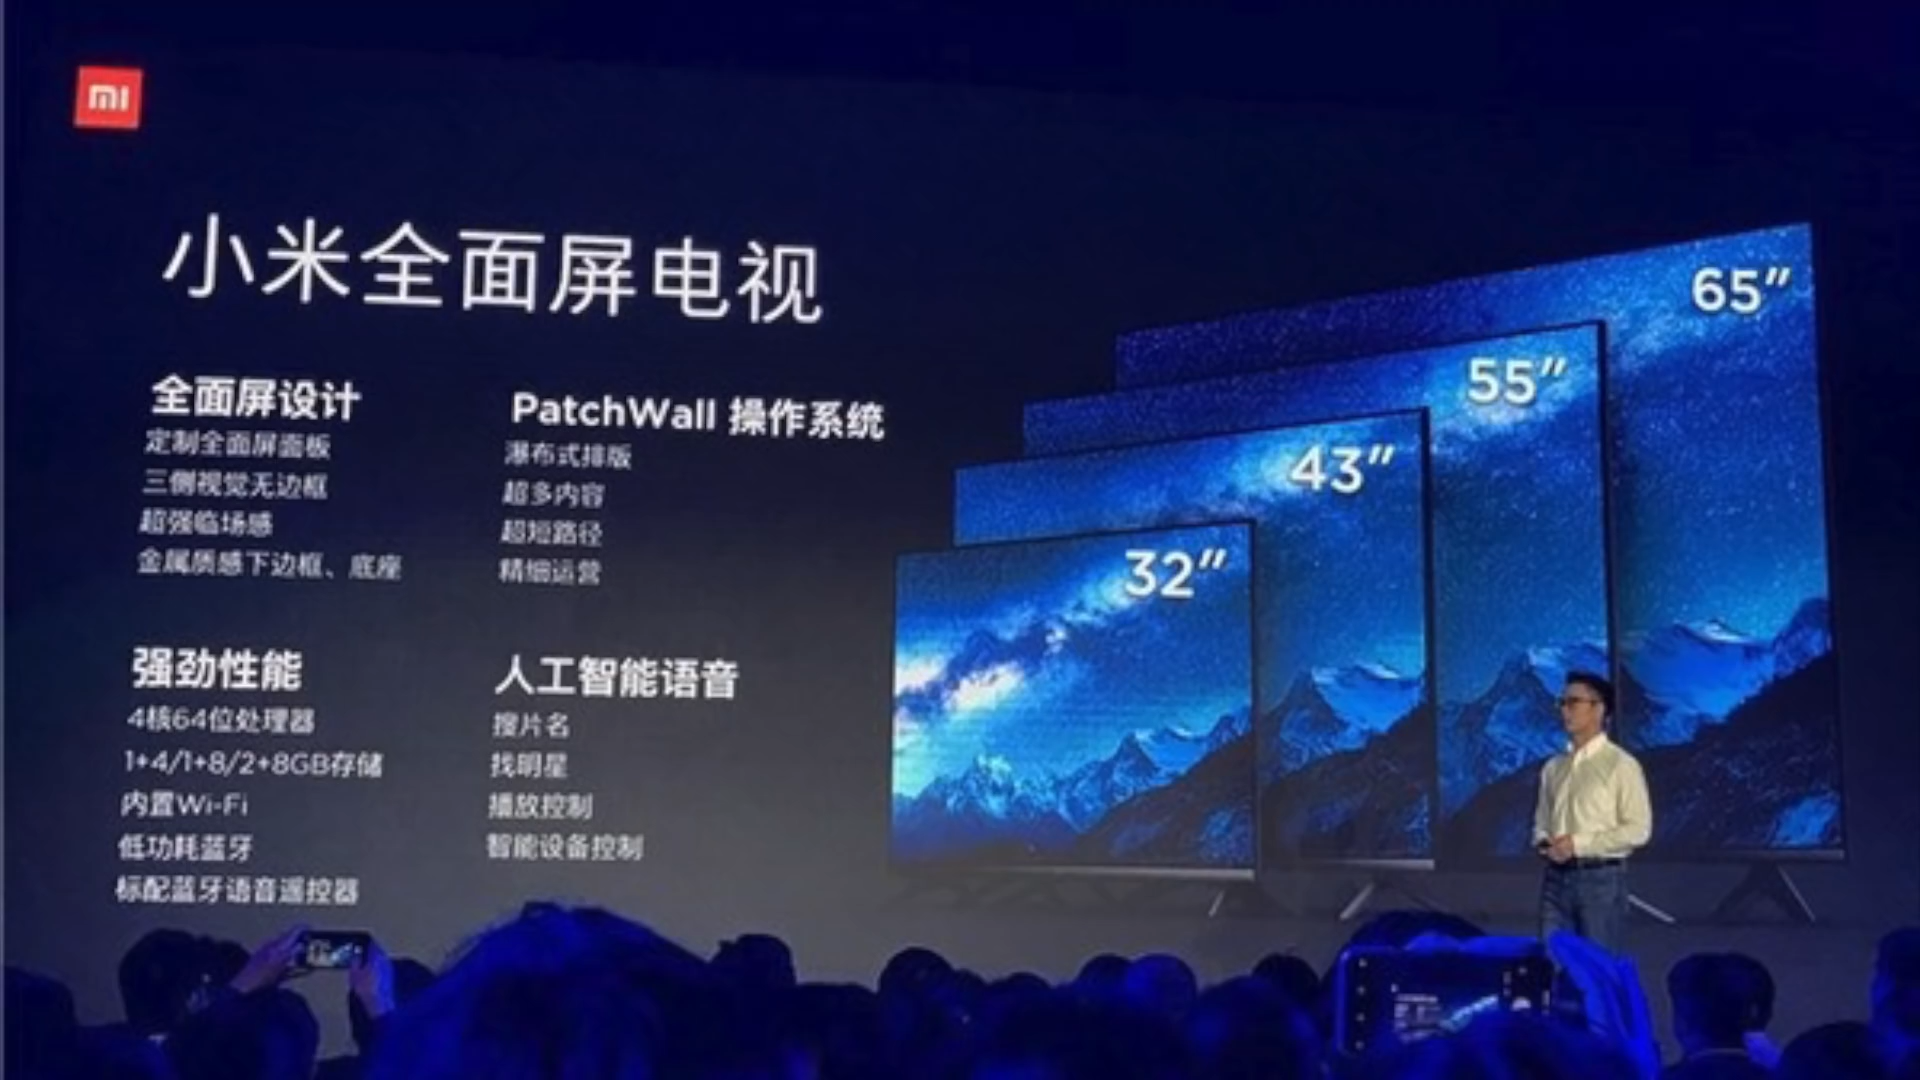 mi
小米全面屏电视
全面屏设计
定制全面屏面板
三侧视觉无边框
超强临场感
金属质感下边框、底座
PatchWall 操作系统
瀑布式排版
超多内容
超短路径
精细运营
强劲性能
4核64位处理器
1+4/1+8/2+8GB存储
内置Wi-Fi
低功耗蓝牙
标配蓝牙语音遥控器
人工智能语音
搜片名
找明星
播放控制
智能设备控制
65″
55″
43″
32″